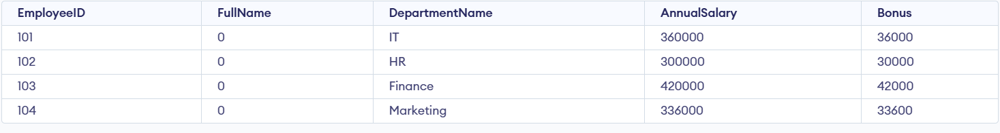 EmployeeID FullName DepartmentName AnnualSalary Bonus
101 0 IT 360000 36000
102 0 HR 300000 30000
103 0 Finance 420000 42000
104 0 Marketing 336000 33600